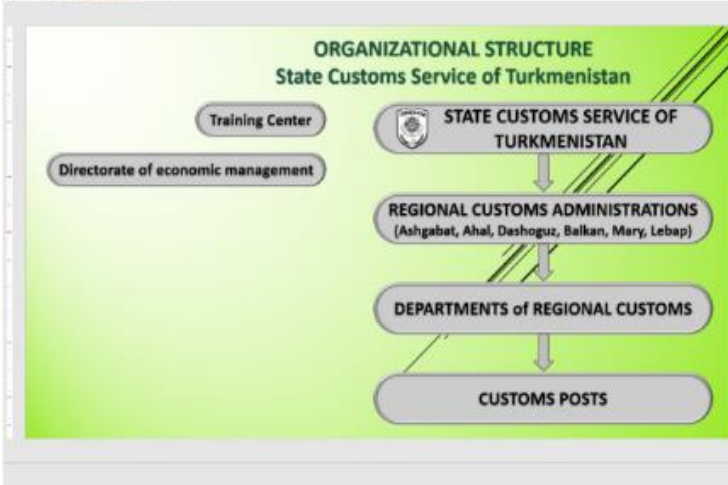 ORGANIZATIONAL STRUCTURE
State Customs Service of Turkmenistan
Training Center
Directorate of economic management
STATE CUSTOMS SERVICE OF
TURKMENISTAN
REGIONAL CUSTOMS ADMINISTRATIONS
(Ashgabat, Ahal, Dashoguz, Balkan, Mary, Lebap)
DEPARTMENTS of REGIONAL CUSTOMS
CUSTOMS POSTS